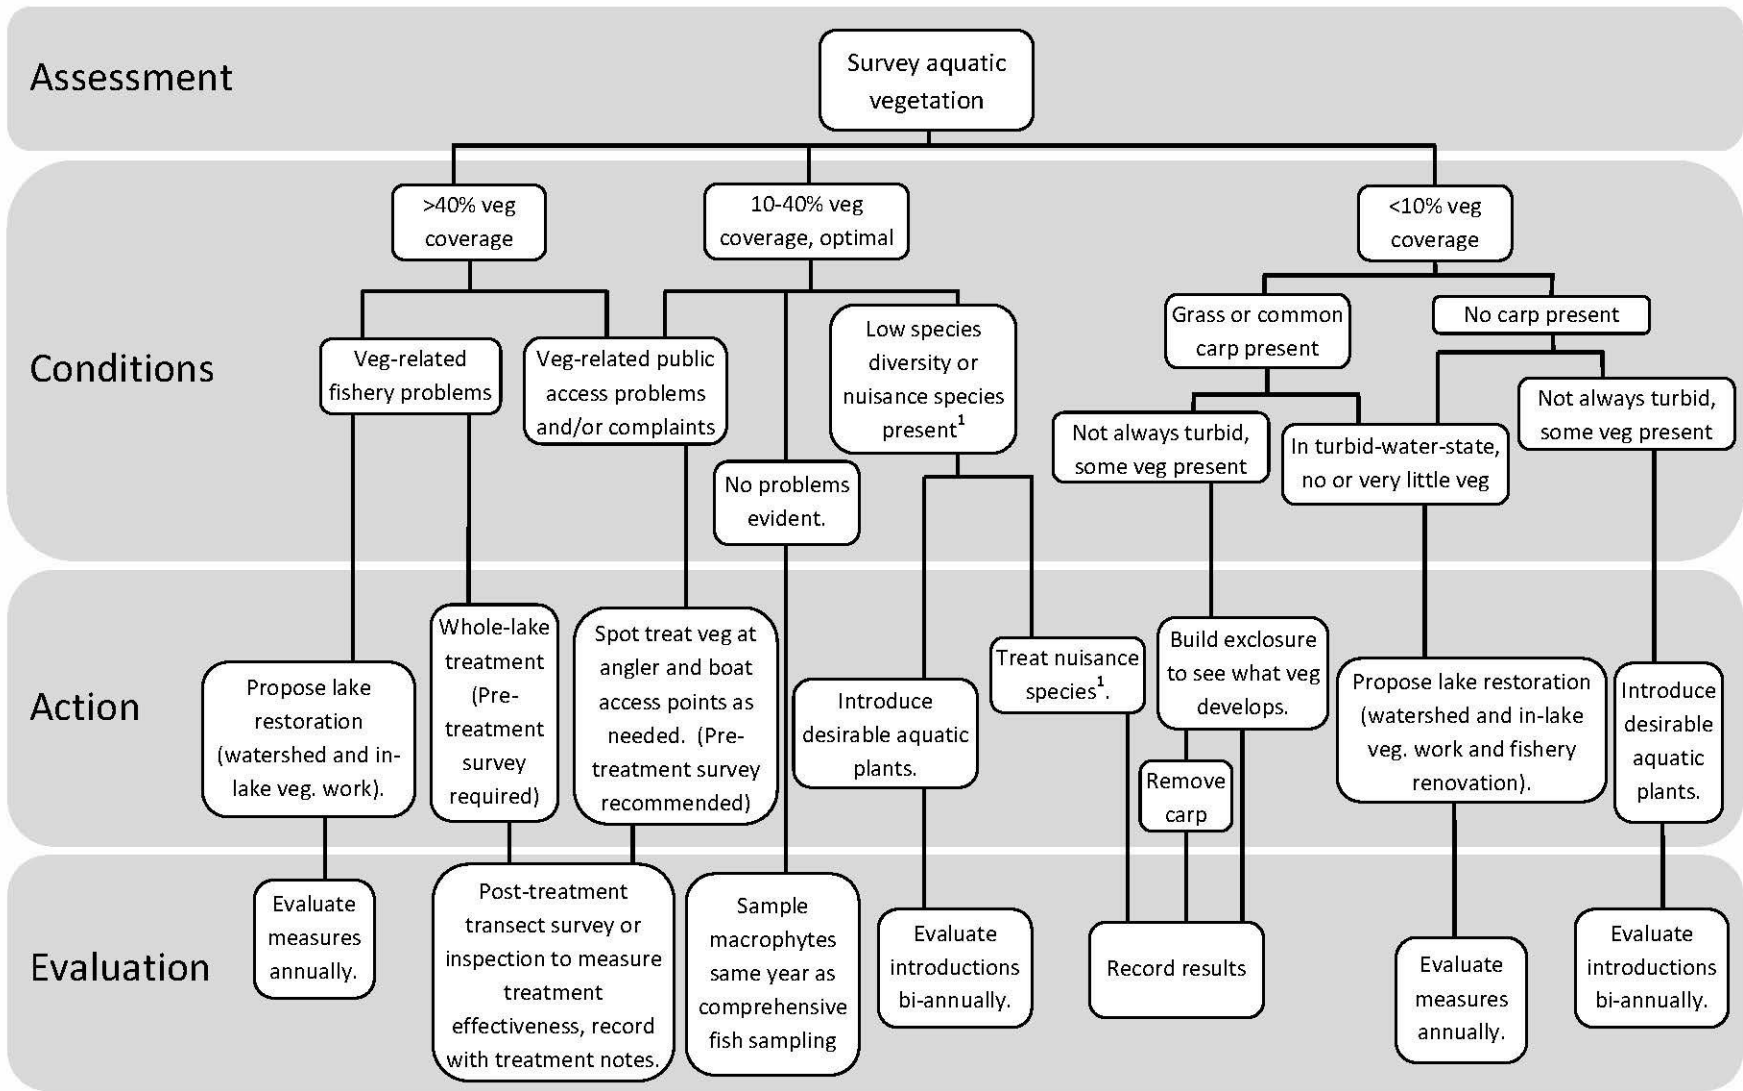 Assessment
Survey aquatic
vegetation
Conditions
>40% veg
coverage
10-40% veg
coverage, optimal
<10% veg
coverage
Veg-related
fishery problems
Veg-related public
access problems
and/or complaints
No problems
evident.
Low species
diversity or
nuisance species
present¹
Grass or common
carp present
No carp present
Not always turbid,
some veg present
In turbid-water-state,
no or very little veg
Not always turbid,
some veg present
Action
Propose lake
restoration
(watershed and in-
lake veg. work).
Whole-lake
treatment
(Pre-
treatment
survey
required)
Spot treat veg at
angler and boat
access points as
needed.  (Pre-
treatment survey
recommended)
Introduce
desirable aquatic
plants.
Treat nuisance
species¹.
Build exclosure
to see what veg
develops.
Remove
carp
Propose lake restoration
(watershed and in-lake
veg. work and fishery
renovation).
Introduce
desirable
aquatic
plants.
Evaluation
Evaluate
measures
annually.
Post-treatment
transect survey or
inspection to measure
treatment
effectiveness, record
with treatment notes.
Sample
macrophytes
same year as
comprehensive
fish sampling
Evaluate
introductions
bi-annually.
Record results
Evaluate
measures
annually.
Evaluate
introductions
bi-annually.